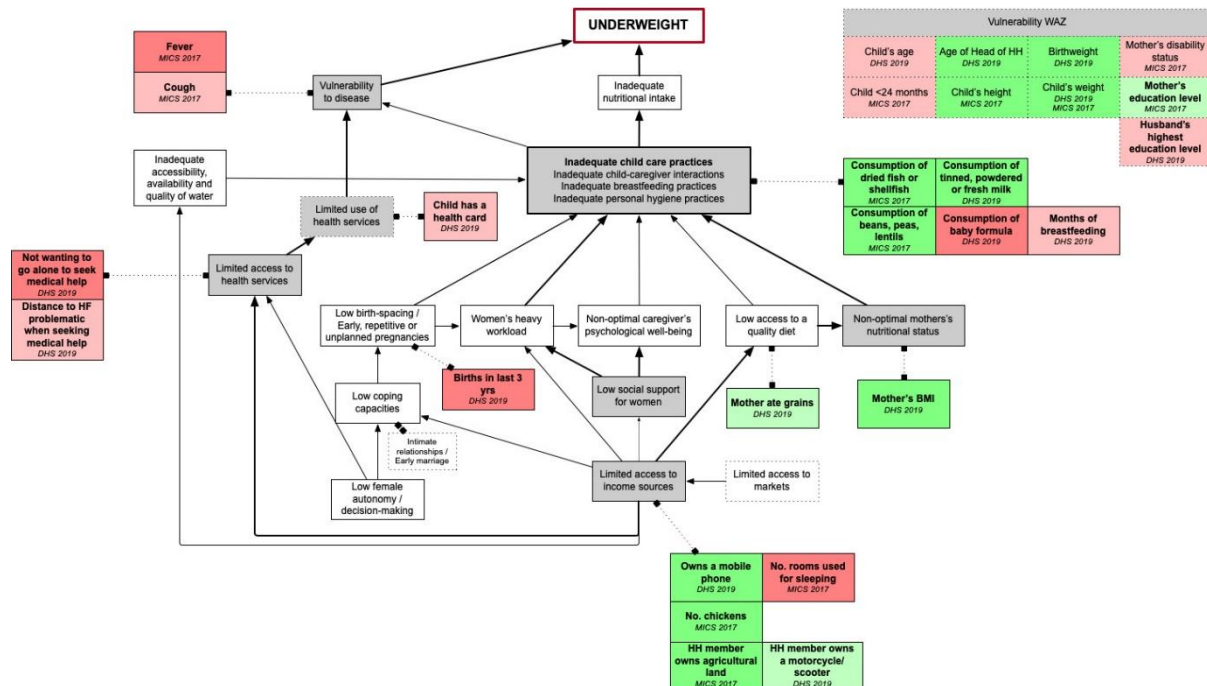 UNDERWEIGHT
Vulnerability WAZ
Child's age
DHS 2019
Age of Head of HH
DHS 2019
Birthweight
DHS 2019
Mother's disability
status
MICS 2017
Child <24 months
MICS 2017
Child's height
MICS 2017
Child's weight
DHS 2019
MICS 2017
Mother's
education level
MICS 2017
Husband's
highest
education level
DHS 2019
Fever
MICS 2017
Cough
MICS 2017
Vulnerability
to disease
Inadequate
nutritional intake
Inadequate
accessibility,
availability and
quality of water
Inadequate child care practices
Inadequate child-caregiver interactions
Inadequate breastfeeding practices
Inadequate personal hygiene practices
Consumption of
dried fish or
shellfish
MICS 2017
Consumption of
tinned, powdered
or fresh milk
DHS 2019
Consumption of
beans, peas,
lentils
MICS 2017
Consumption of
baby formula
DHS 2019
Months of
breastfeeding
DHS 2019
Limited use of
health services
Child has a
health card
DHS 2019
Not wanting to
go alone to seek
medical help
DHS 2019
Distance to HF
problematic
when seeking
medical help
DHS 2019
Limited access to
health services
Low birth-spacing /
Early, repetitive or
unplanned pregnancies
Women's heavy
workload
Non-optimal caregiver's
psychological well-being
Low access to a
quality diet
Non-optimal mothers's
nutritional status
Births in last 3
yrs
DHS 2019
Low social support
for women
Mother ate grains
DHS 2019
Mother's BMI
DHS 2019
Low coping
capacities
Intimate
relationships /
Early marriage
Low female
autonomy /
decision-making
Limited access to
income sources
Limited access to
markets
Owns a mobile
phone
DHS 2019
No. rooms used
for sleeping
MICS 2017
No. chickens
MICS 2017
HH member
owns agricultural
land
MICS 2017
HH member owns
a motorcycle/
scooter
DHS 2019